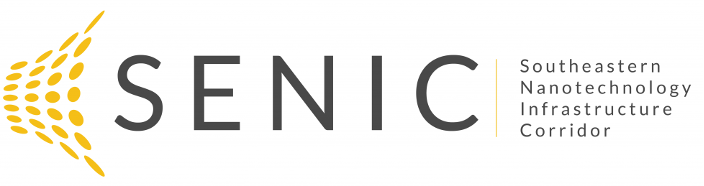 SENIC
Southeastern
Nanotechnology
Infrastructure
Corridor